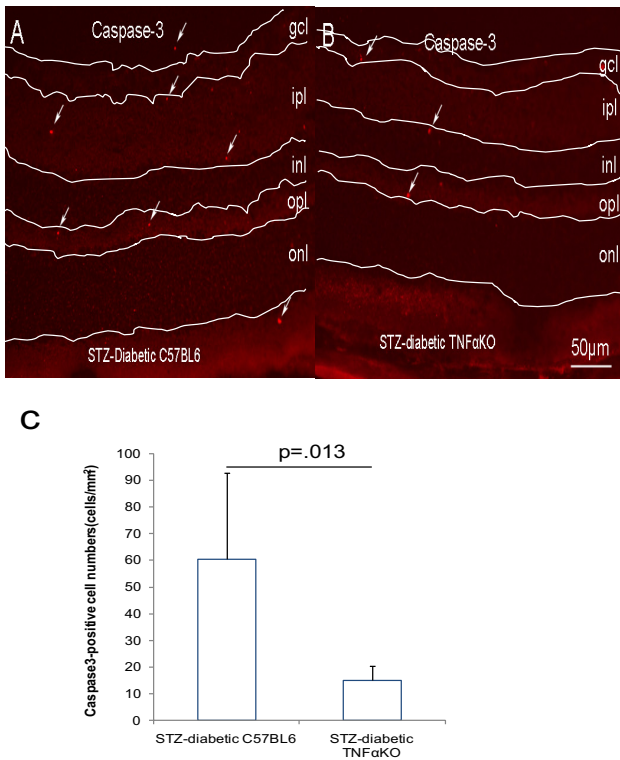 A
Caspase-3
gcl
ipl
inl
opl
onl
STZ-Diabetic C57BL6
B
Caspase-3
gcl
ipl
inl
opl
onl
STZ-diabetic TNFαKO
50µm
C
p=.013
Caspase3-positive cell numbers(cells/mm²)
100
90
80
70
60
50
40
30
20
10
0
STZ-diabetic C57BL6
STZ-diabetic
TNFαKO